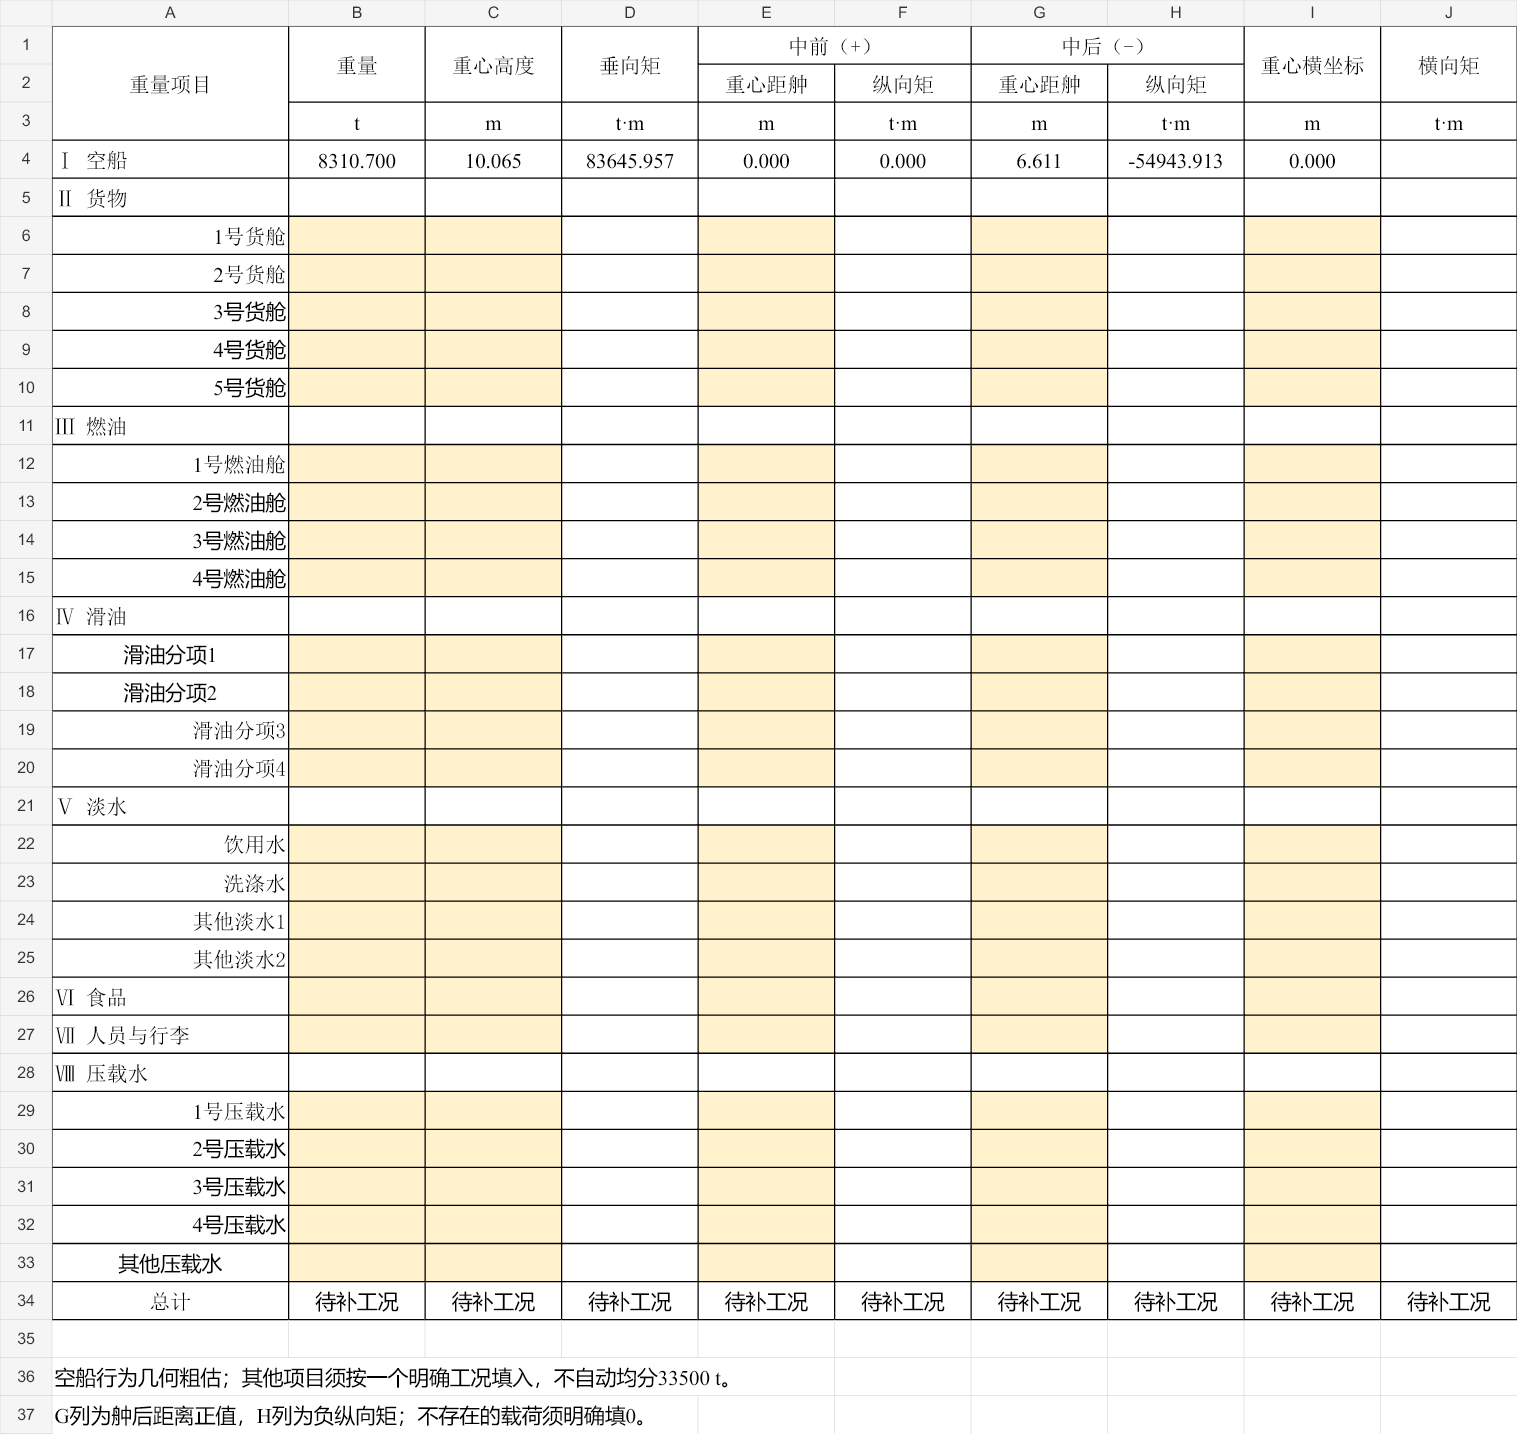 A B C D E F G H I J
1 重量项目 重量 重心高度 垂向矩 中前（+） 中后（-） 重心横坐标 横向矩
2 重心距舯 纵向矩 重心距舯 纵向矩
3 t m t·m m t·m m t·m m t·m
4 Ⅰ 空船 8310.700 10.065 83645.957 0.000 0.000 6.611 -54943.913 0.000
5 Ⅱ 货物
6 1号货舱
7 2号货舱
8 3号货舱
9 4号货舱
10 5号货舱
11 Ⅲ 燃油
12 1号燃油舱
13 2号燃油舱
14 3号燃油舱
15 4号燃油舱
16 Ⅳ 滑油
17 滑油分项1
18 滑油分项2
19 滑油分项3
20 滑油分项4
21 Ⅴ 淡水
22 饮用水
23 洗涤水
24 其他淡水1
25 其他淡水2
26 Ⅵ 食品
27 Ⅶ 人员与行李
28 Ⅷ 压载水
29 1号压载水
30 2号压载水
31 3号压载水
32 4号压载水
33 其他压载水
34 总计 待补工况 待补工况 待补工况 待补工况 待补工况 待补工况 待补工况 待补工况 待补工况
35
36 空船行为几何粗估；其他项目须按一个明确工况填入，不自动均分33500 t。
37 G列为舯后距离正值，H列为负纵向矩；不存在的载荷须明确填0。